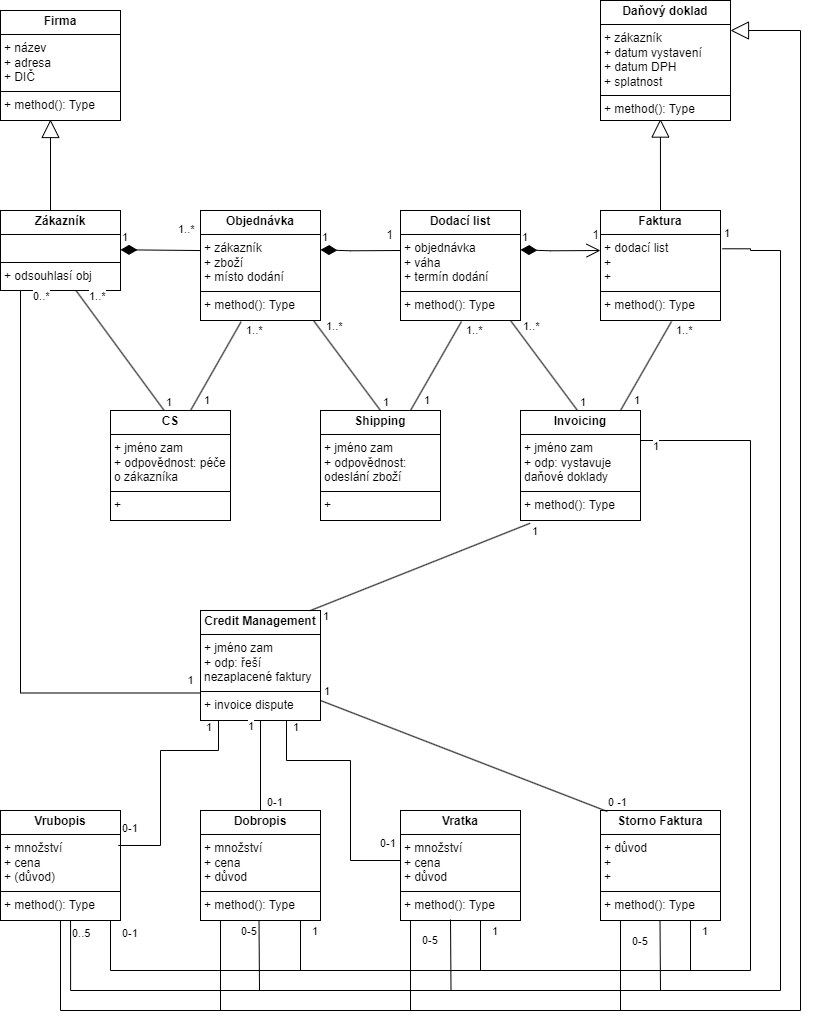 Firma
+ název
+ adresa
+ DIČ
+ method(): Type
Daňový doklad
+ zákazník
+ datum vystavení
+ datum DPH
+ splatnost
+ method(): Type
Zákazník
+ odsouhlasí obj
1
1..*
Objednávka
+ zákazník
+ zboží
+ místo dodání
+ method(): Type
1
1
Dodací list
+ objednávka
+ váha
+ termín dodání
+ method(): Type
1
1
Faktura
+ dodací list
+
+
+ method(): Type
1
0..*
1..*
1..*
1..*
1..*
1..*
1..*
1
1
1
1
1
1
CS
+ jméno zam
+ odpovědnost: péče
o zákazníka
+
Shipping
+ jméno zam
+ odpovědnost:
odeslání zboží
+
Invoicing
+ jméno zam
+ odp: vystavuje
daňové doklady
+ method(): Type
1
1
1
Credit Management
+ jméno zam
+ odp: řeší
nezaplacené faktury
+ invoice dispute
1
1
1
1
1
0-1
0-1
0-1
0 -1
Vrubopis
+ množství
+ cena
+ (důvod)
+ method(): Type
Dobropis
+ množství
+ cena
+ důvod
+ method(): Type
Vratka
+ množství
+ cena
+ důvod
+ method(): Type
Storno Faktura
+ důvod
+
+
+ method(): Type
0..5
0-1
0-5
1
0-5
1
0-5
1